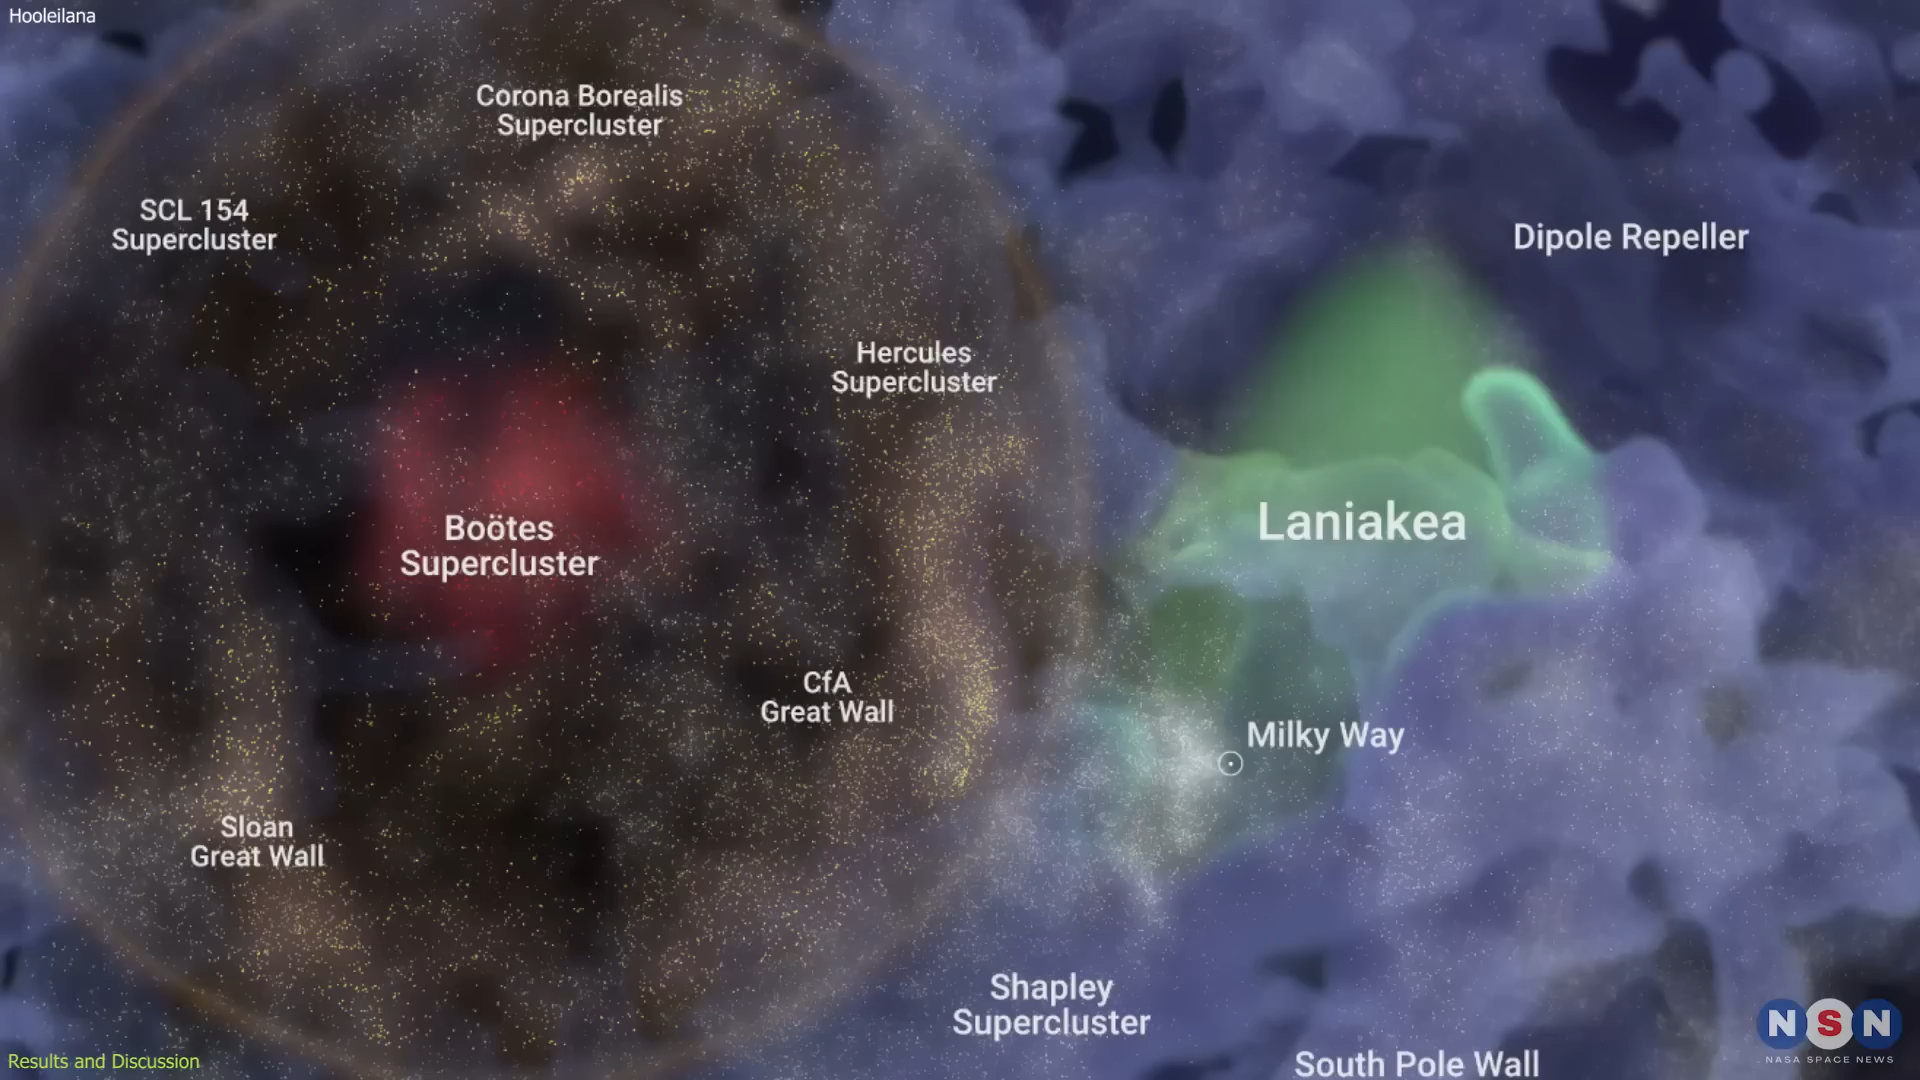 Hooleilana
Corona Borealis
Supercluster
SCL 154
Supercluster
Dipole Repeller
Hercules
Supercluster
Boötes
Supercluster
Laniakea
CfA
Great Wall
Milky Way
Sloan
Great Wall
Shapley
Supercluster
South Pole Wall
NSN
NASA SPACE NEWS
Results and Discussion